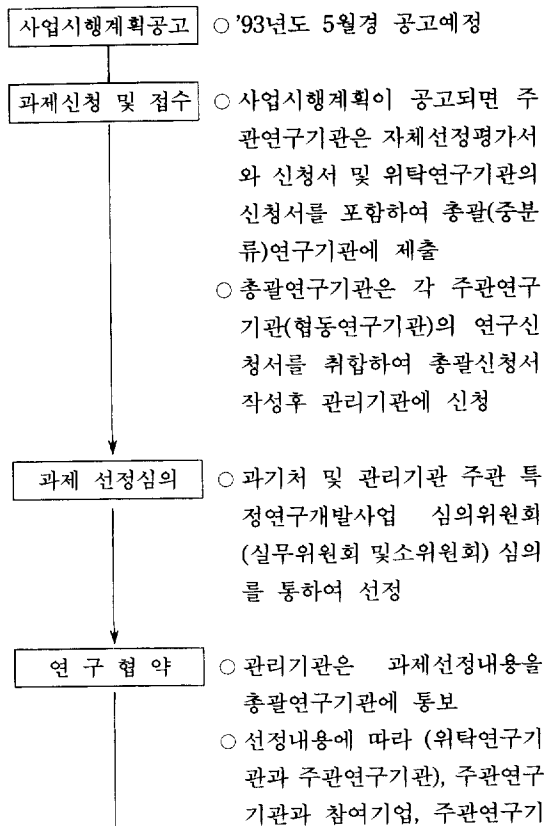 사업시행계획공고 ○ '93년도 5월경 공고예정
과제신청 및 접수 ○ 사업시행계획이 공고되면 주
관연구기관은 자체선정평가서
와 신청서 및 위탁연구기관의
신청서를 포함하여 총괄(중분
류)연구기관에 제출
○ 총괄연구기관은 각 주관연구
기관(협동연구기관)의 연구신
청서를 취합하여 총괄신청서
작성후 관리기관에 신청
과제 선정심의 ○ 과기처 및 관리기관 주관 특
정연구개발사업 심의위원회
(실무위원회 및소위원회) 심의
를 통하여 선정
연 구 협 약 ○ 관리기관은 과제선정내용을
총괄연구기관에 통보
○ 선정내용에 따라 (위탁연구기
관과 주관연구기관), 주관연구
기관과 참여기업, 주관연구기